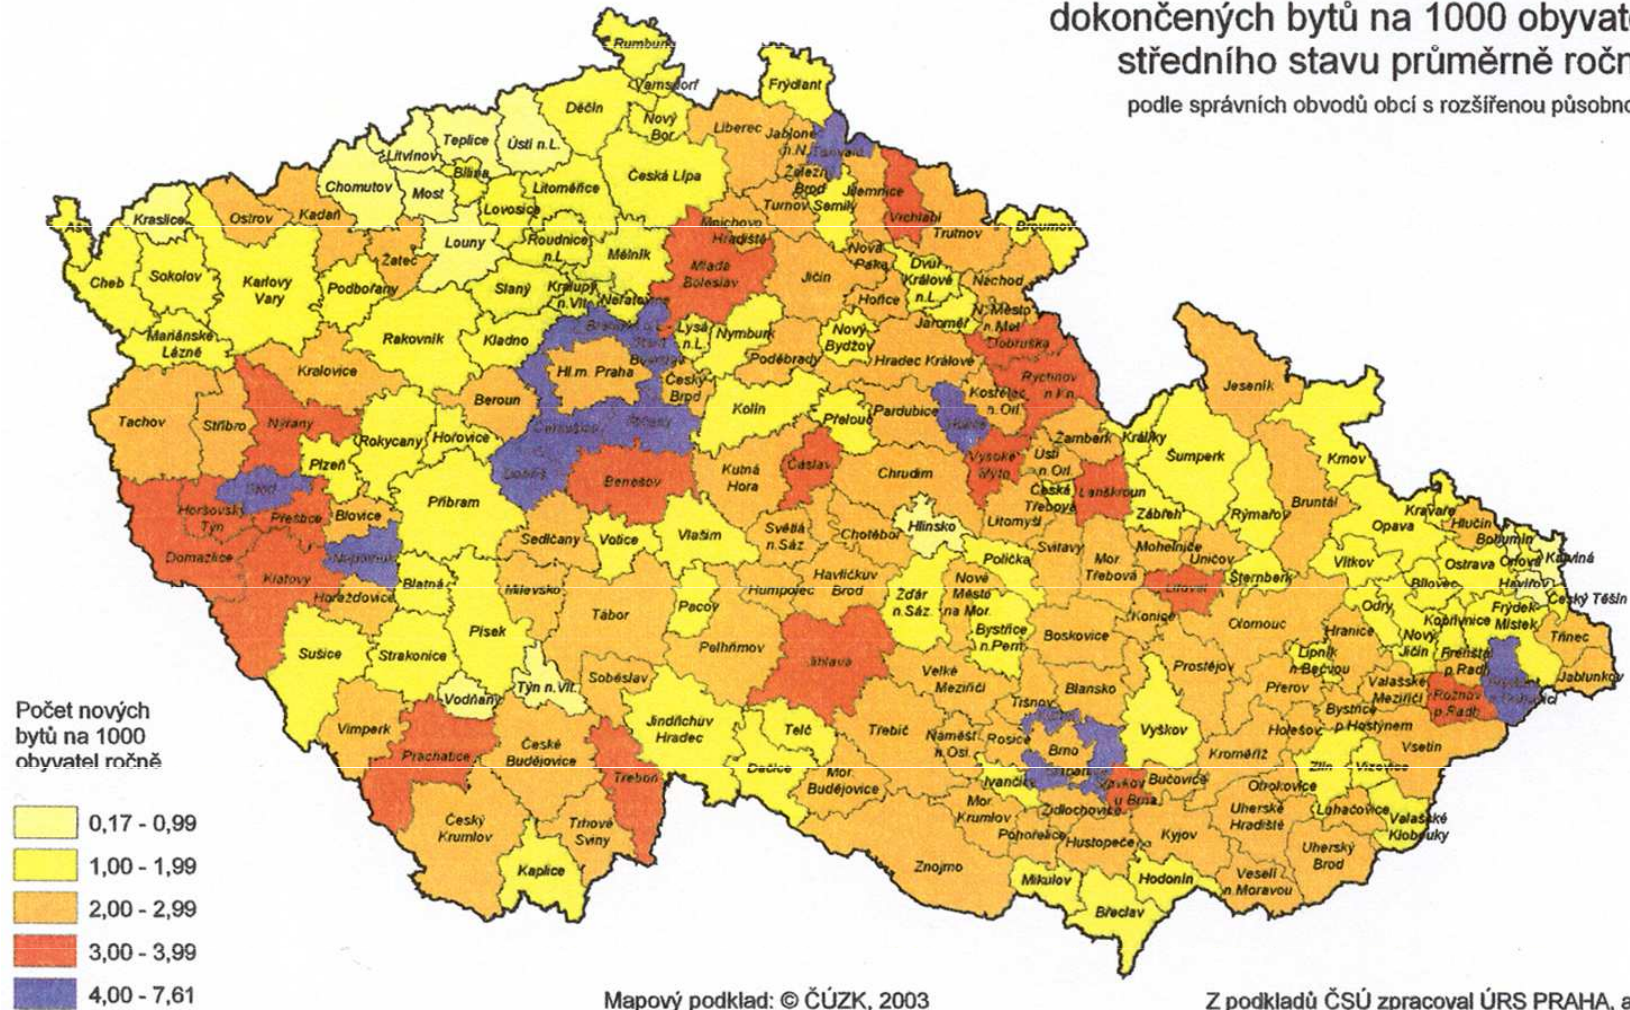 dokončených bytů na 1000 obyvate
středního stavu průměrně ročn
podle správních obvodů obcí s rozšířenou působno
Rumburk
Varnsdorf
Frýdlant
Děčín
Nový
Bor
Liberec
Teplice
Ústí n.L.
Litvínov
Česká Lípa
Železn
Brod
Chomutov
Most
Bílina
Litoměřice
Lovosice
Turnov
Semily
Jilemnice
Vrchlabí
Kraslice
Ostrov
Kadaň
Mnichovo
Hradiště
Trutnov
Broumov
Louny
Roudnice
n.L.
Mělník
Žatec
Mladá
Boleslav
Jičín
Nová
Paka
Dvůr
Králové
n.L.
Náchod
Cheb
Sokolov
Karlovy
Vary
Podbořany
Slaný
Kralupy
n.Vlt.
Neratovice
Hořice
Jaroměř
N. Město
n.Met
Mariánské
Lázně
Rakovník
Kladno
Lysá
n.L.
Nymburk
Nový
Bydžov
Dobruška
Kralovice
Hl.m. Praha
Poděbrady
Hradec Králové
Český
Brod
Rychnov
n.Kn.
Kostelec
n.Orl.
Jeseník
Tachov
Stříbro
Nýřany
Beroun
Kolín
Přelouč
Pardubice
Rokycany
Hořovice
Říčany
Žamberk
Králíky
Šumperk
Krnov
Plzeň
Benešov
Kutná
Hora
Čáslav
Chrudim
Vysoké
Mýto
Ústí
n.Orl.
Česká
Třebová
Lanškroun
Zábřeh
Rýmařov
Bruntál
Příbram
Horšovský
Týn
Přeštice
Blovice
Sedlčany
Votice
Vlašim
Světlá
n.Sáz.
Chotěboř
Hlinsko
Litomyšl
Svitavy
Opava
Kravaře
Hlučín
Bohumín
Domažlice
Klatovy
Horažďovice
Blatná
Milevsko
Tábor
Pacov
Humpolec
Havlíčkuv
Brod
Žďár
n.Sáz.
Nové
Město
na Mor.
Polička
Mor.
Třebová
Mohelnice
Uničov
Šternberk
Vítkov
Bílovec
Ostrava
Orlová
Karviná
Havířov
Český Těšín
Sušice
Strakonice
Písek
Pelhřimov
Jihlava
Bystřice
n.Pern.
Boskovice
Konice
Olomouc
Hranice
Odry
Nový
Jičín
Kopřivnice
Frýdek-
Místek
Třinec
Jablunkov
Vodňany
Týn n.Vlt.
Soběslav
Velké
Meziříčí
Blansko
Prostějov
Přerov
Lipník
n.Bečvou
Valašské
Meziříčí
Rožnov
p.Radh.
Vimperk
Prachatice
České
Budějovice
Třeboň
Jindřichův
Hradec
Telč
Dačice
Třebíč
Náměšť
n.Osl.
Rosice
Brno
Tišnov
Vyškov
Kroměříž
Holešov
Bystřice
p.Hostýnem
Vsetín
Český
Krumlov
Trhové
Sviny
Kaplice
Mor.
Budějovice
Ivančice
Mor.
Krumlov
Pohořelice
Židlochovice
Hustopeče
Bučovice
Kyjov
Otrokovice
Zlín
Vizovice
Luhačovice
Valašské
Klobouky
Uherské
Hradiště
Uherský
Brod
Veselí
n.Moravou
Znojmo
Mikulov
Břeclav
Hodonín
Počet nových
bytů na 1000
obyvatel ročně
0,17 - 0,99
1,00 - 1,99
2,00 - 2,99
3,00 - 3,99
4,00 - 7,61
Mapový podklad: © ČÚZK, 2003
Z podkladů ČSÚ zpracoval ÚRS PRAHA, a